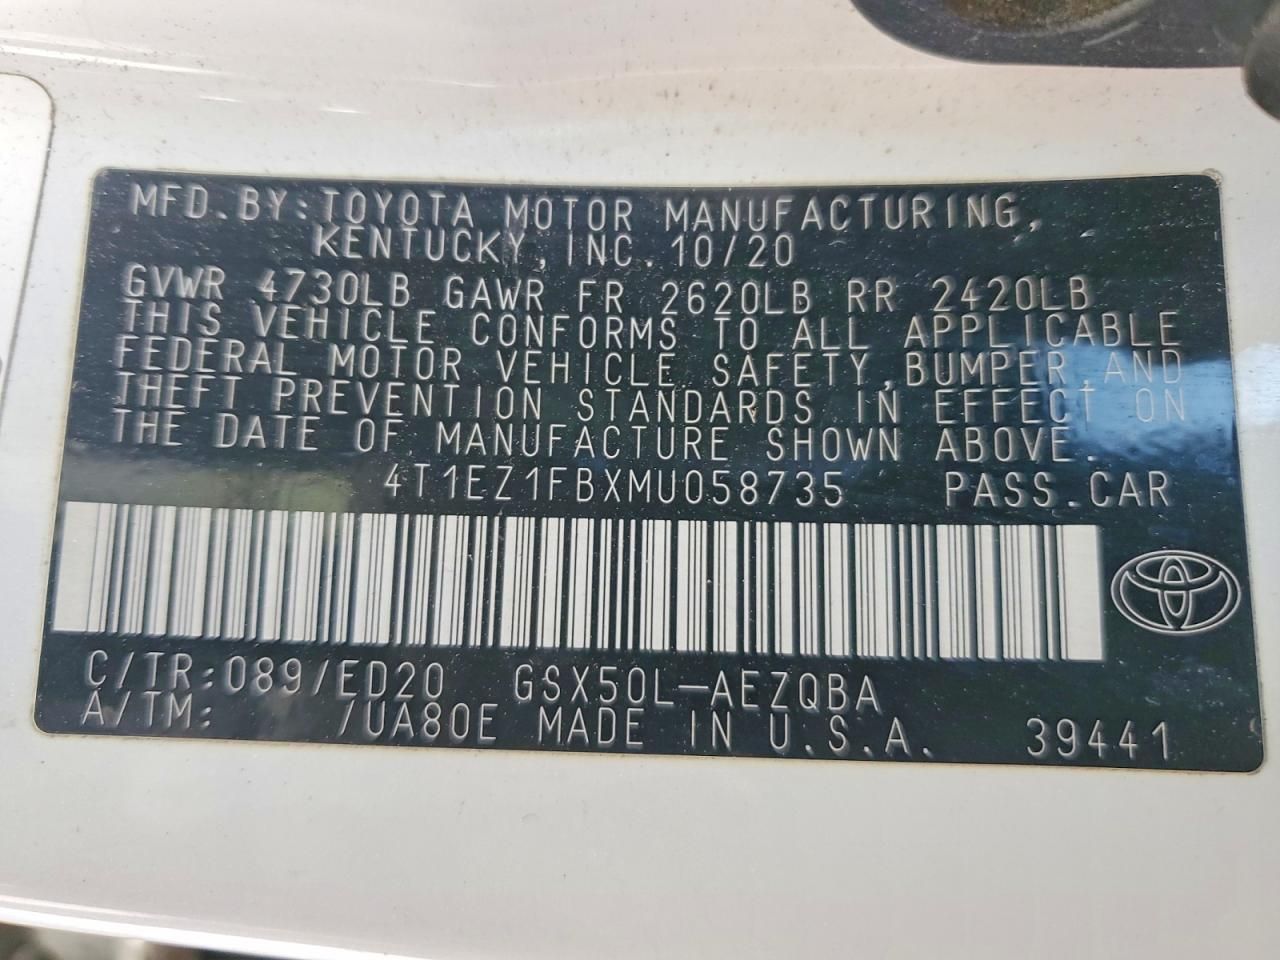 MFD.BY:TOYOTA MOTOR MANUFACTURING,
KENTUCKY,INC.10/20
GVWR 4730LB GAWR FR 2620LB RR 2420LB
THIS VEHICLE CONFORMS TO ALL APPLICABLE
FEDERAL MOTOR VEHICLE SAFETY,BUMPER,AND
THEFT PREVENTION STANDARDS IN EFFECT ON
THE DATE OF MANUFACTURE SHOWN ABOVE.
4T1EZ1FBXMU058735 PASS.CAR
C/TR:089/ED20 GSX50L-AEZQBA
A/TM: /UA80E MADE IN U.S.A. 39441